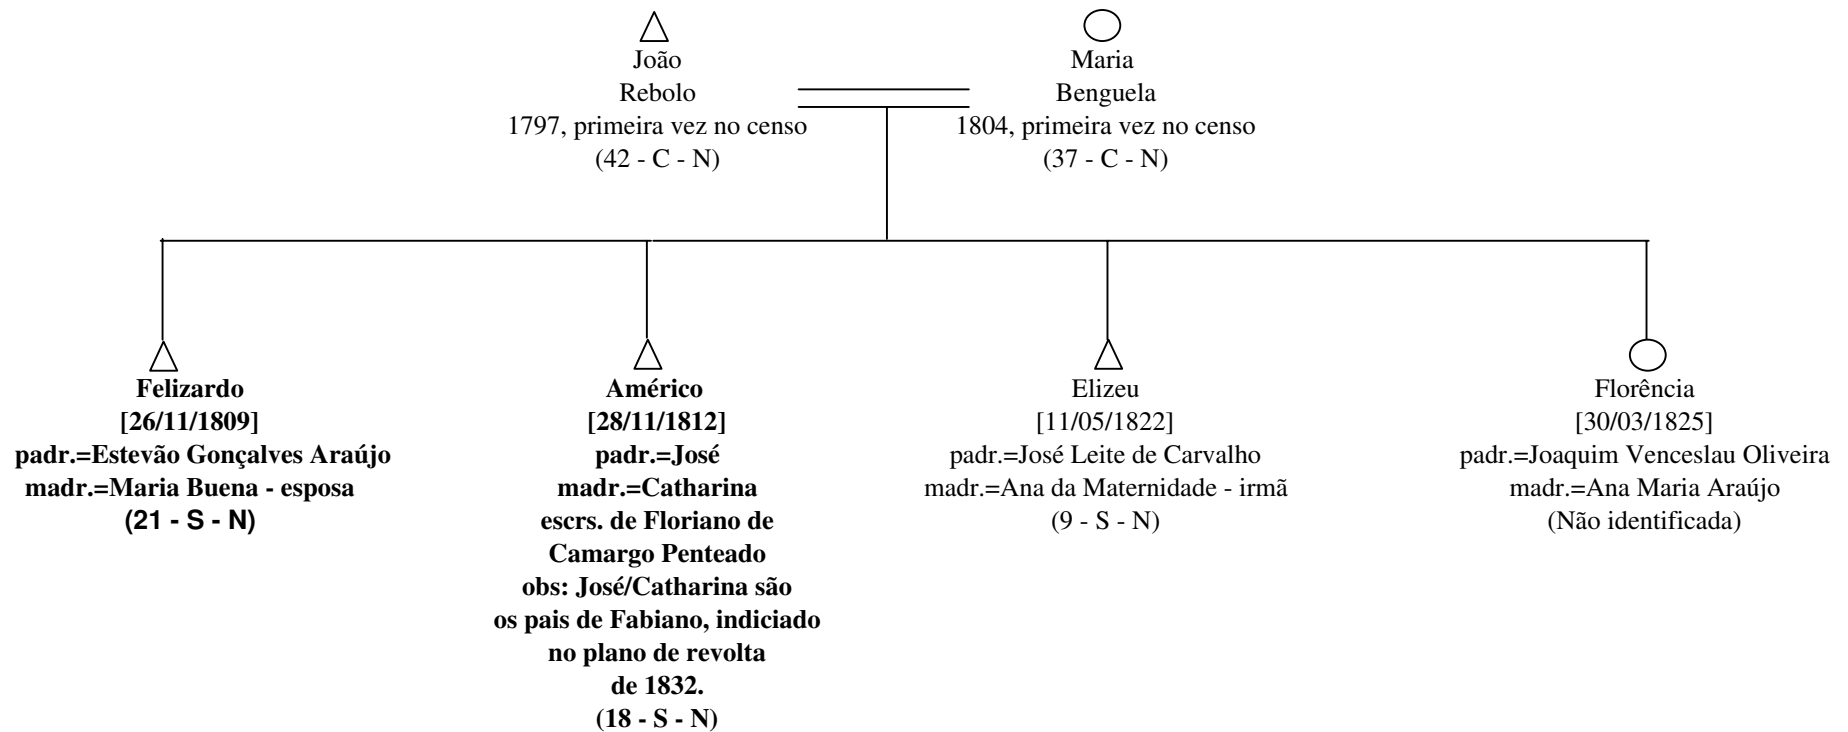 João
Rebolo
1797, primeira vez no censo
(42 - C - N)
Maria
Benguela
1804, primeira vez no censo
(37 - C - N)
Felizardo
[26/11/1809]
padr.=Estevão Gonçalves Araújo
madr.=Maria Buena - esposa
(21 - S - N)
Américo
[28/11/1812]
padr.=José
madr.=Catharina
escrs. de Floriano de
Camargo Penteado
obs: José/Catharina são
os pais de Fabiano, indiciado
no plano de revolta
de 1832.
(18 - S - N)
Elizeu
[11/05/1822]
padr.=José Leite de Carvalho
madr.=Ana da Maternidade - irmã
(9 - S - N)
Florência
[30/03/1825]
padr.=Joaquim Venceslau Oliveira
madr.=Ana Maria Araújo
(Não identificada)